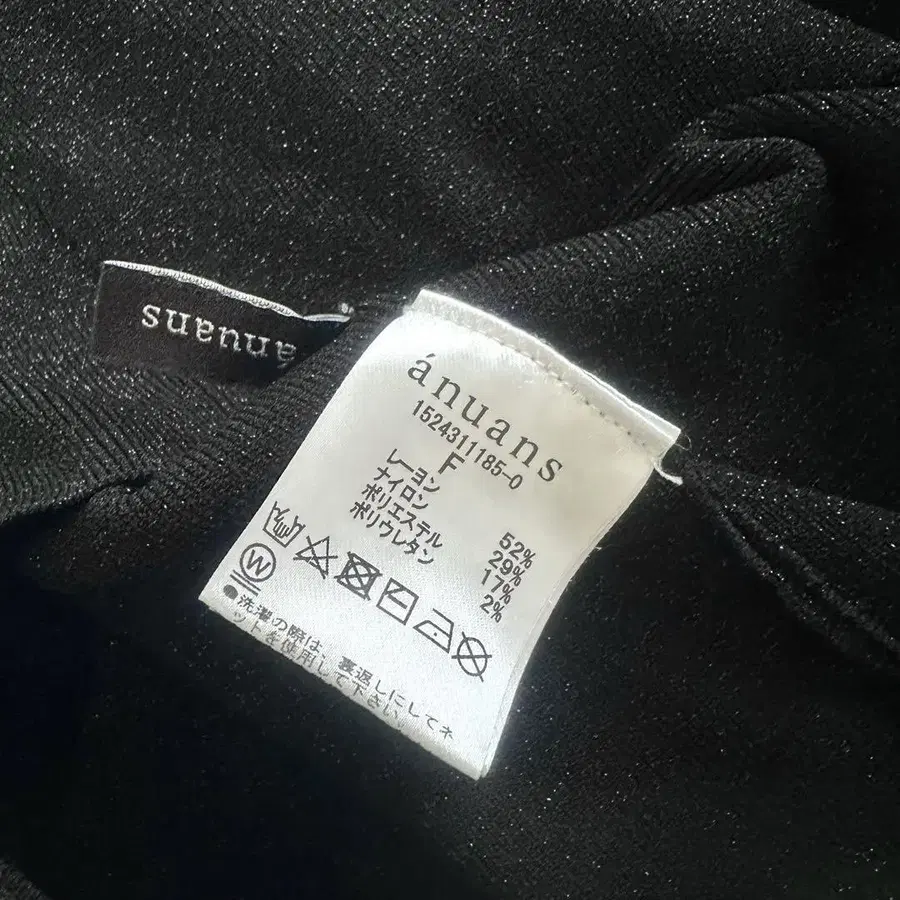 ánuans
ánuans
1524311185-0
F
レーヨン 52%
ナイロン 29%
ポリエステル 17%
ポリウレタン 2%
W
●洗濯の際は、裏返しにしてネ
ットを使用して下さい。